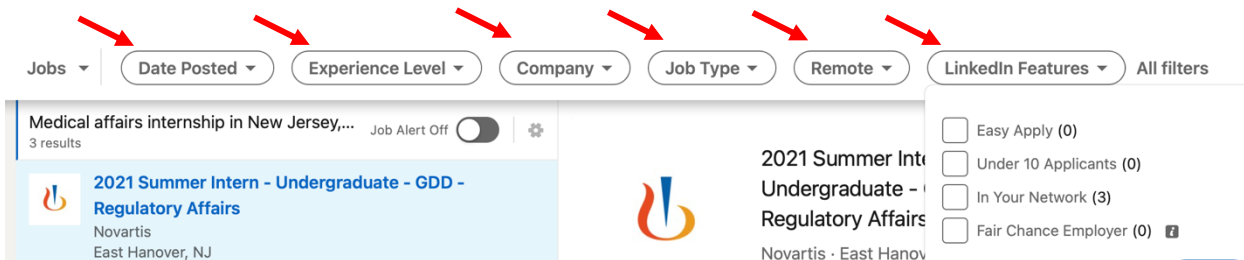 Jobs
Date Posted
Experience Level
Company
Job Type
Remote
LinkedIn Features
All filters
Medical affairs internship in New Jersey,...
Job Alert Off
3 results
2021 Summer Intern - Undergraduate - GDD -
Regulatory Affairs
Novartis
East Hanover, NJ
2021 Summer Inte
Undergraduate -
Regulatory Affairs
Novartis · East Hanov
Easy Apply (0)
Under 10 Applicants (0)
In Your Network (3)
Fair Chance Employer (0)